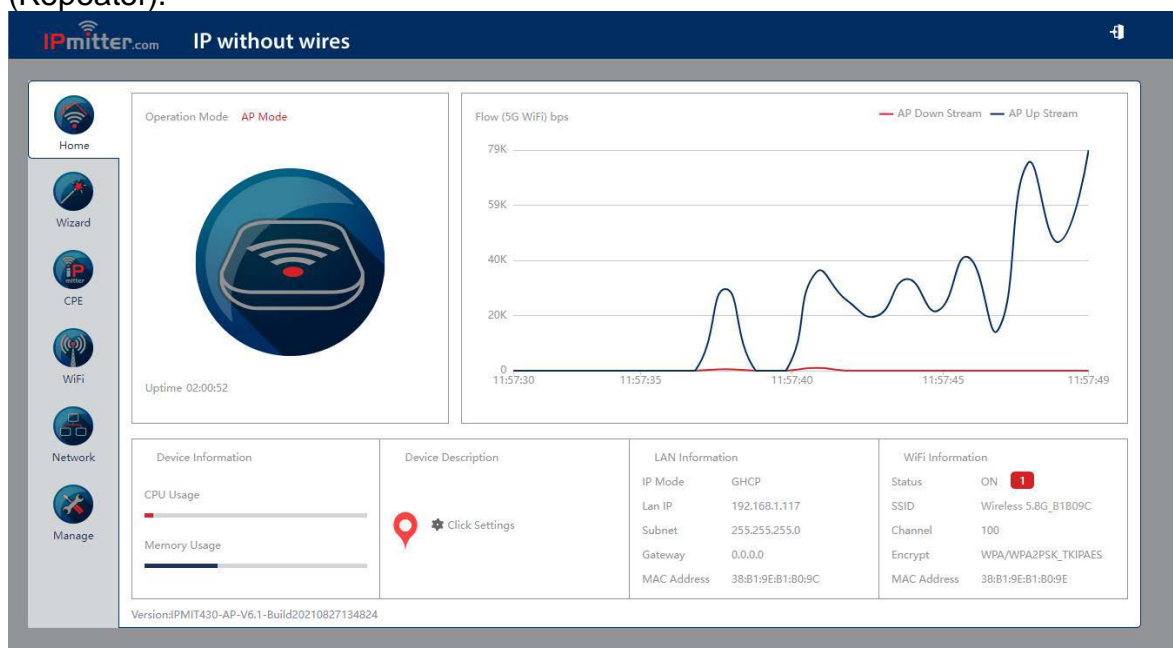 (Repeater).
IPmitter.com IP without wires
Home
Wizard
iP
mitter
CPE
WiFi
Network
Manage
Operation Mode AP Mode
Uptime 02:00:52
Flow (5G WiFi) bps
AP Down Stream AP Up Stream
79K
59K
40K
20K
0
11:57:30 11:57:35 11:57:40 11:57:45 11:57:49
Device Information
CPU Usage
Memory Usage
Device Description
Click Settings
LAN Information
IP Mode GHCP
Lan IP 192.168.1.117
Subnet 255.255.255.0
Gateway 0.0.0.0
MAC Address 38:B1:9E:B1:B0:9C
WiFi Information
Status ON 1
SSID Wireless 5.8G_B1B09C
Channel 100
Encrypt WPA/WPA2PSK_TKIPAES
MAC Address 38:B1:9E:B1:B0:9E
Version:IPMIT430-AP-V6.1-Build20210827134824